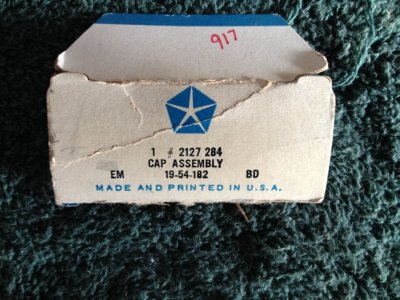 917
1 # 2127 284
CAP ASSEMBLY
EM 19-54-182 BD
MADE AND PRINTED IN U.S.A.